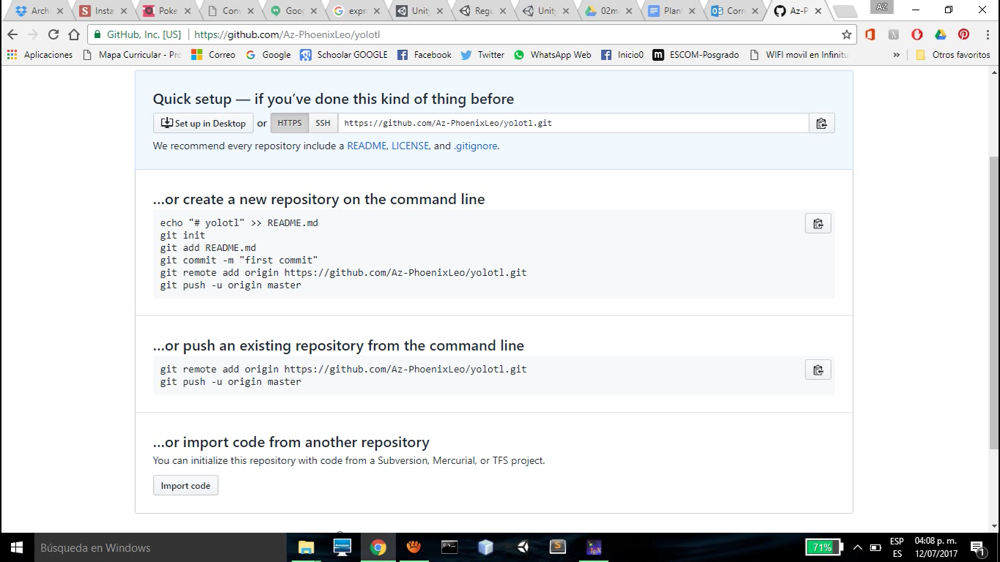 Arch Insta Poke Con Goo expr Unit Regu Unit 02m Plant Corr Az-P AZ
GitHub, Inc. [US] https://github.com/Az-PhoenixLeo/yolotl
Aplicaciones Mapa Curricular - Pro Correo Google Schoolar GOOGLE Facebook Twitter WhatsApp Web Inicio0 ESCOM-Posgrado WIFI movil en Infinitu » Otros favoritos
Quick setup — if you’ve done this kind of thing before
Set up in Desktop or HTTPS SSH https://github.com/Az-PhoenixLeo/yolotl.git
We recommend every repository include a README, LICENSE, and .gitignore.
…or create a new repository on the command line
echo "# yolotl" >> README.md
git init
git add README.md
git commit -m "first commit"
git remote add origin https://github.com/Az-PhoenixLeo/yolotl.git
git push -u origin master
…or push an existing repository from the command line
git remote add origin https://github.com/Az-PhoenixLeo/yolotl.git
git push -u origin master
…or import code from another repository
You can initialize this repository with code from a Subversion, Mercurial, or TFS project.
Import code
Búsqueda en Windows 71% ESP 04:08 p. m.
ES 12/07/2017 1